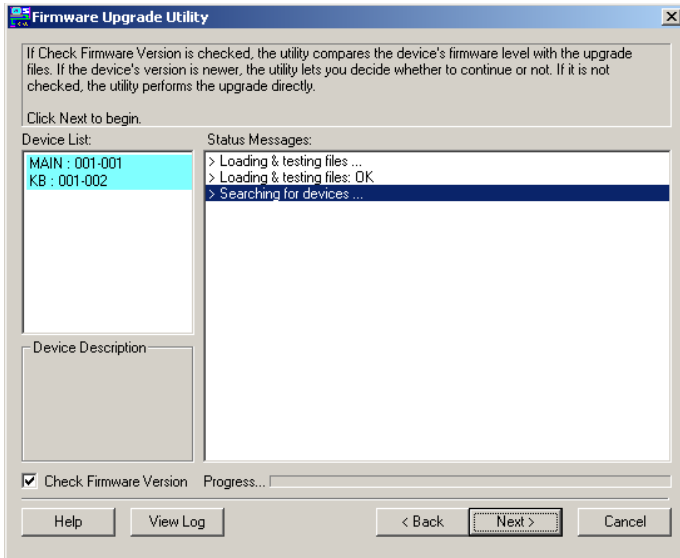 Firmware Upgrade Utility
If Check Firmware Version is checked, the utility compares the device's firmware level with the upgrade
files. If the device's version is newer, the utility lets you decide whether to continue or not. If it is not
checked, the utility performs the upgrade directly.
Click Next to begin.
Device List:
Status Messages:
MAIN : 001-001
KB : 001-002
> Loading & testing files ...
> Loading & testing files: OK
> Searching for devices ...
Device Description
Check Firmware Version
Progress...
Help
View Log
< Back
Next >
Cancel